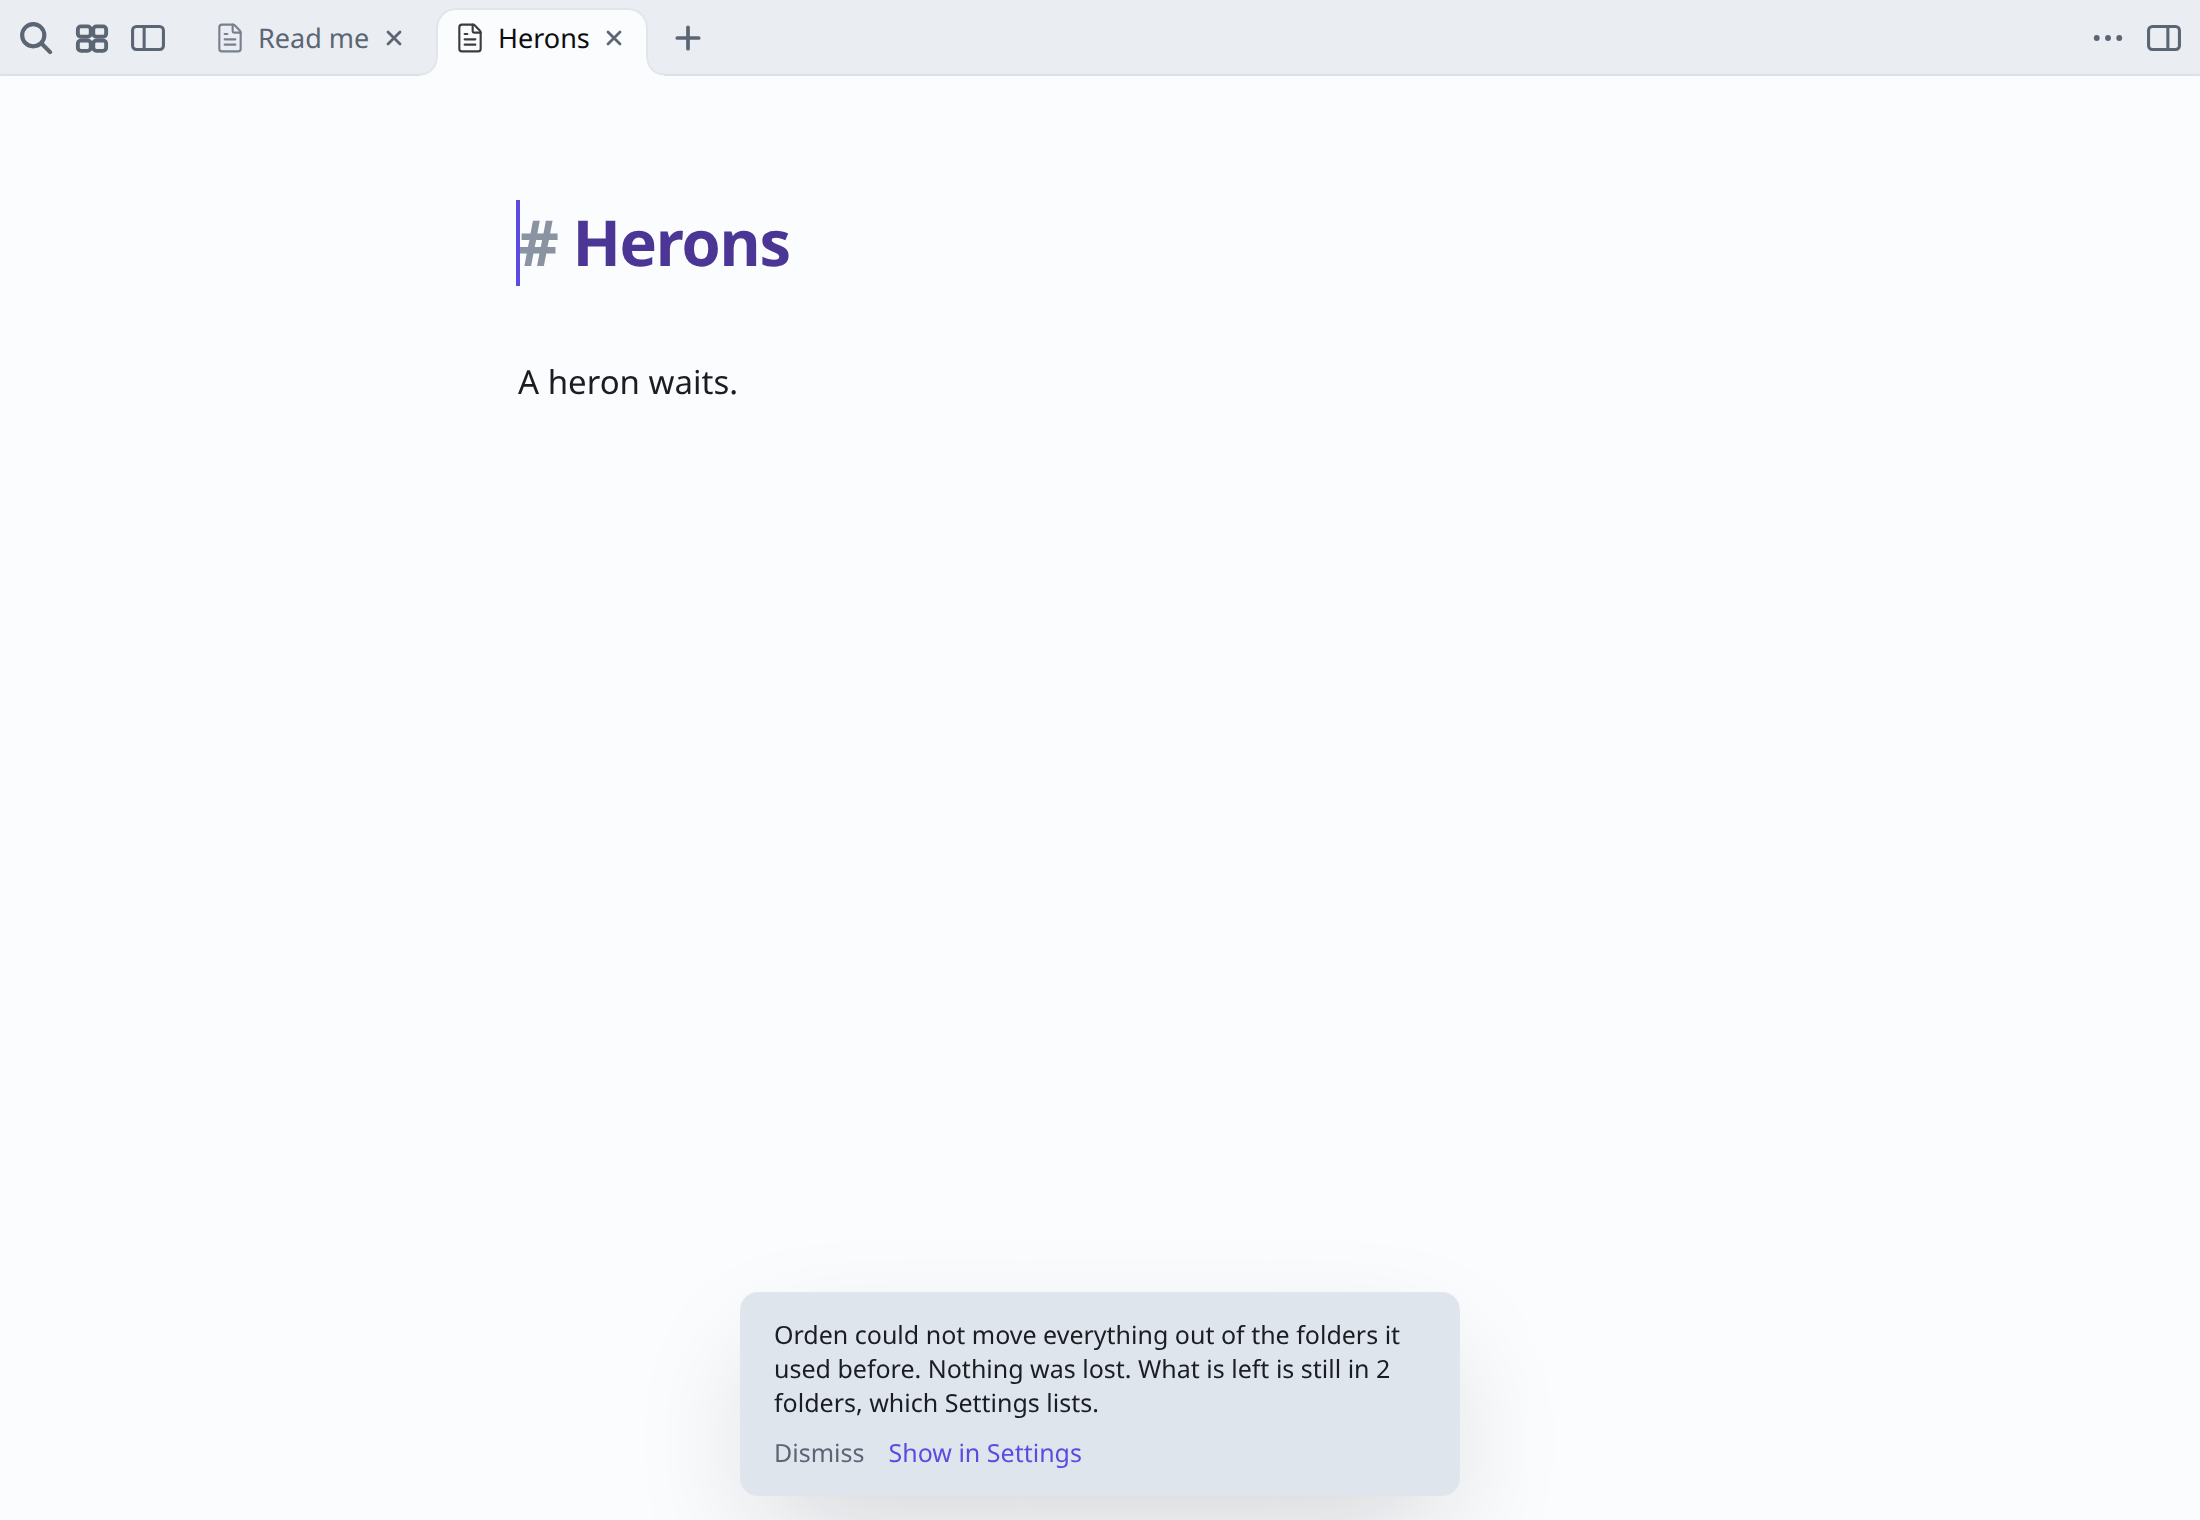 Read me
Herons
# Herons
A heron waits.
Orden could not move everything out of the folders it
used before. Nothing was lost. What is left is still in 2
folders, which Settings lists.
Dismiss Show in Settings